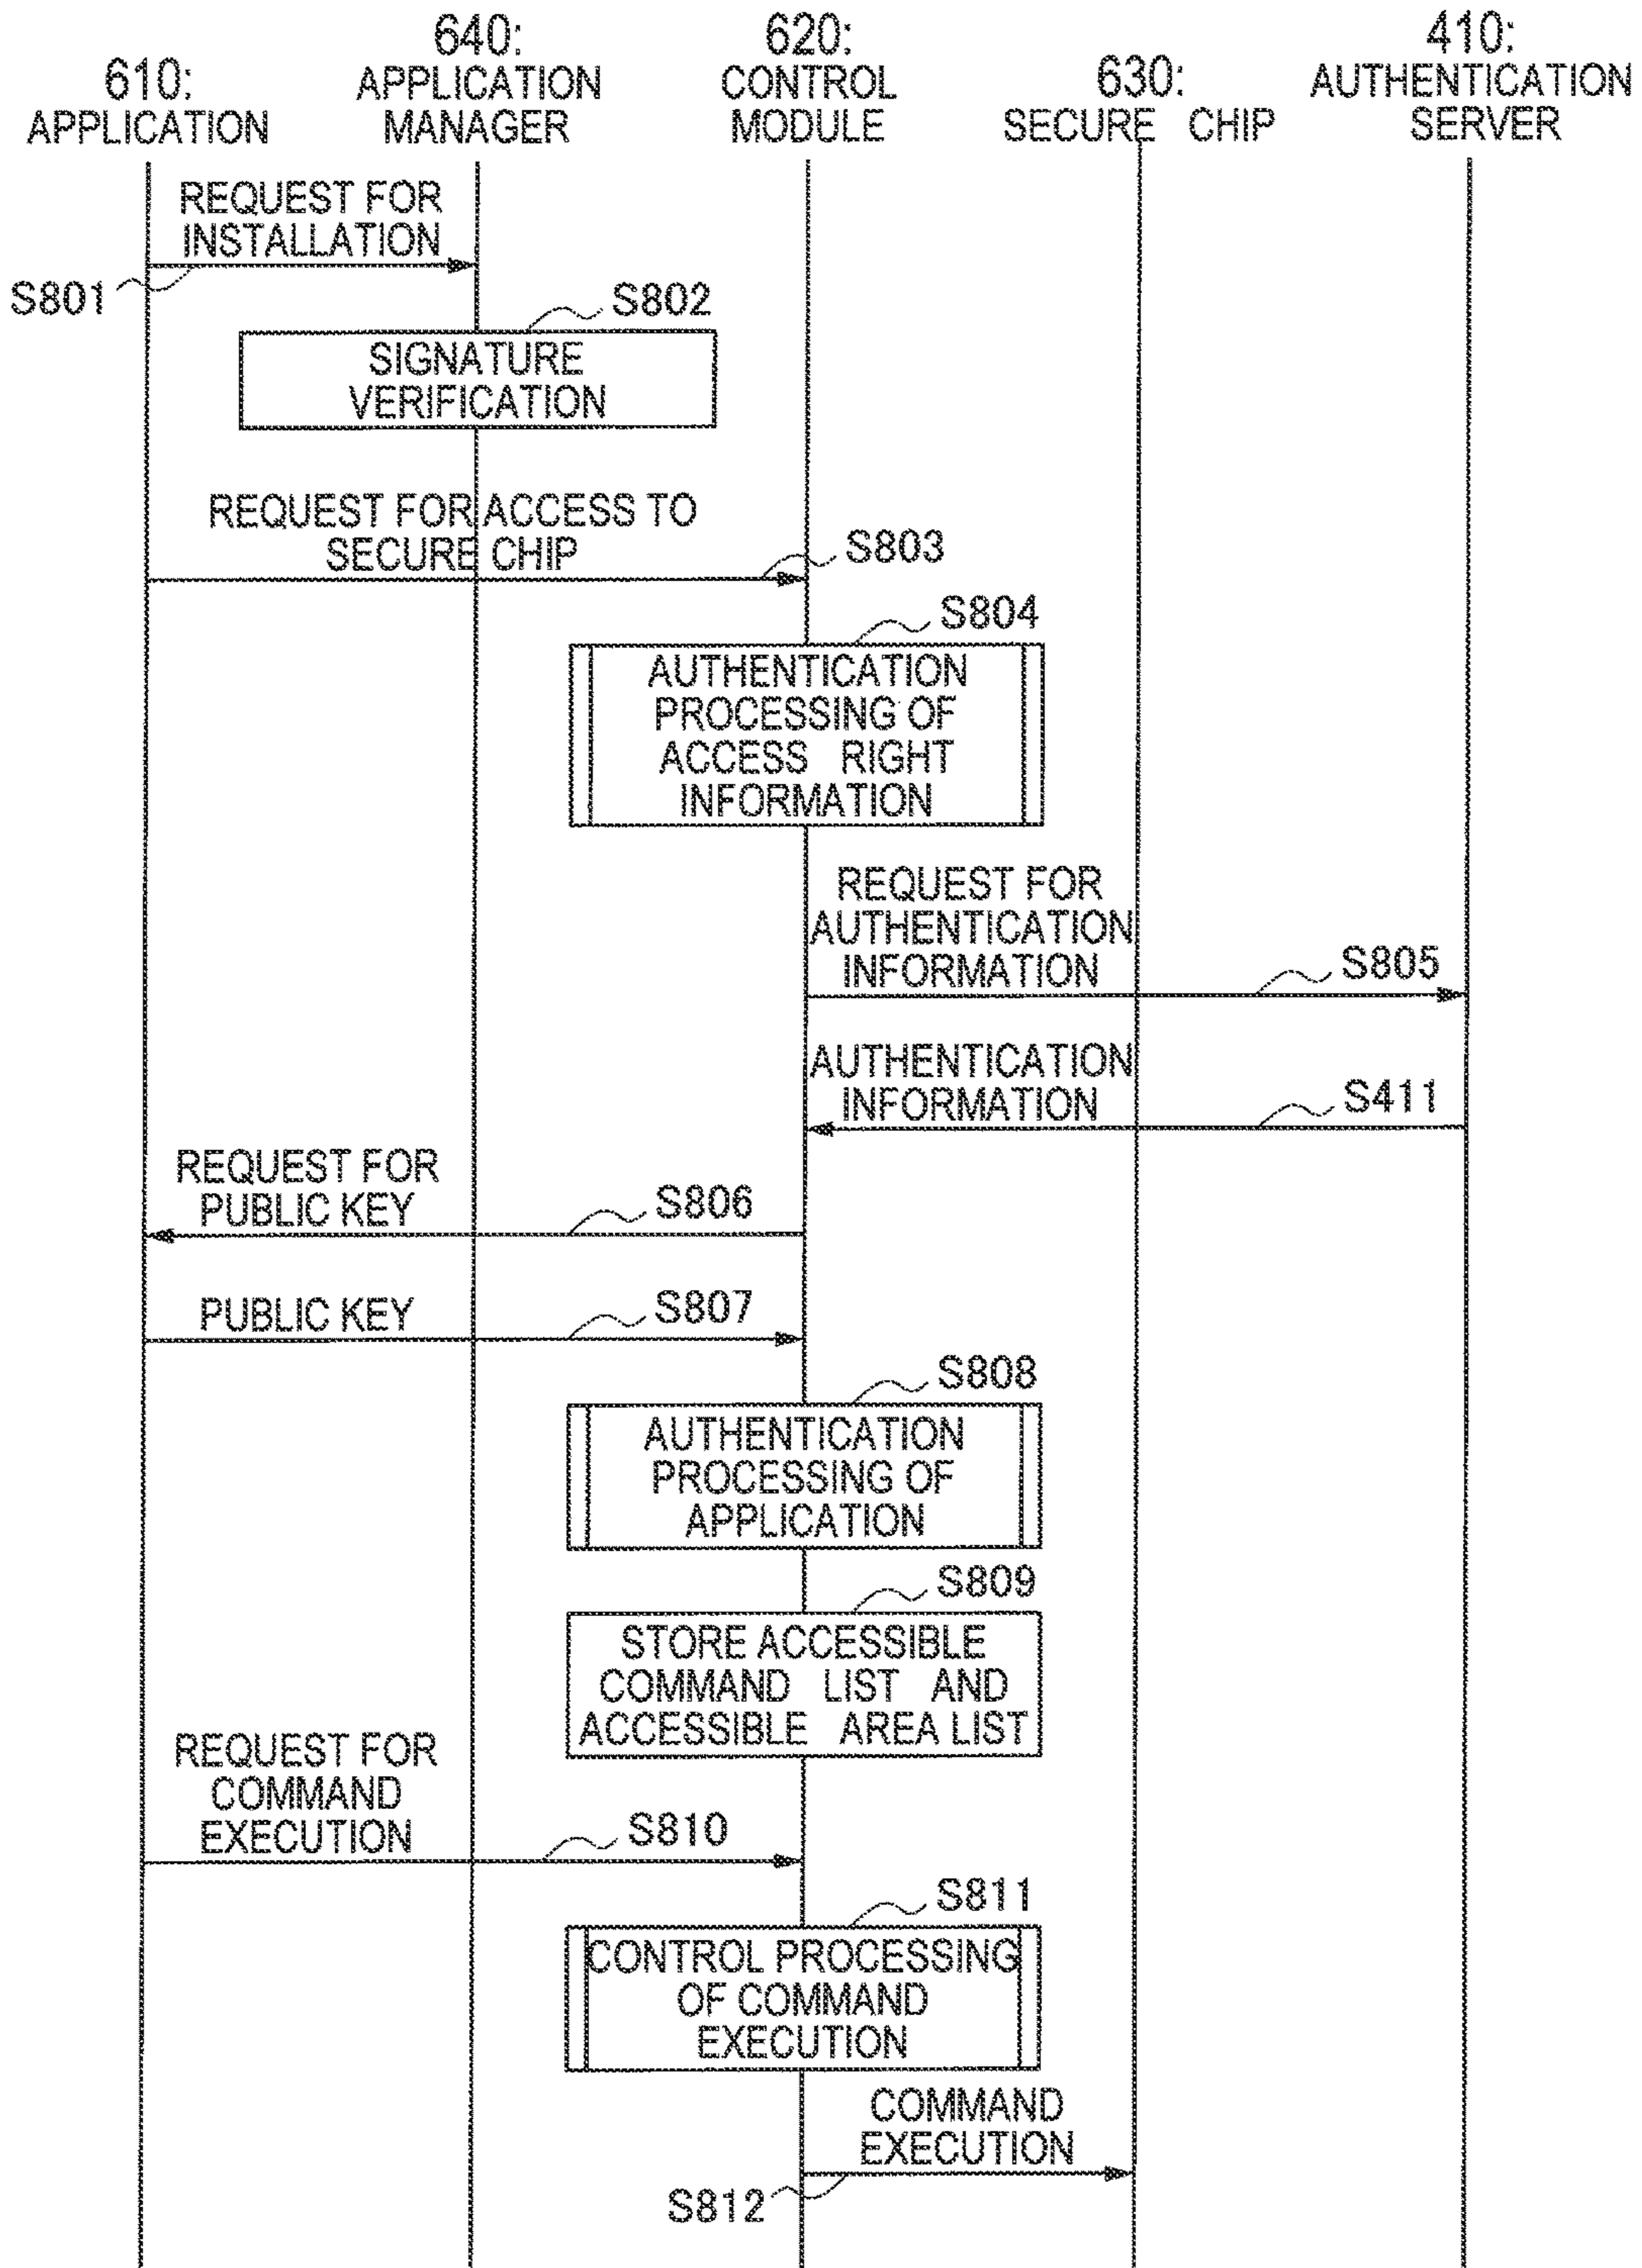 610:
APPLICATION
640:
APPLICATION
MANAGER
620:
CONTROL
MODULE
630:
SECURE CHIP
410:
AUTHENTICATION
SERVER
REQUEST FOR
INSTALLATION
S801
S802
SIGNATURE
VERIFICATION
REQUEST FOR ACCESS TO
SECURE CHIP
S803
S804
AUTHENTICATION
PROCESSING OF
ACCESS RIGHT
INFORMATION
REQUEST FOR
AUTHENTICATION
INFORMATION
S805
AUTHENTICATION
INFORMATION
S411
REQUEST FOR
PUBLIC KEY
S806
PUBLIC KEY
S807
S808
AUTHENTICATION
PROCESSING OF
APPLICATION
S809
STORE ACCESSIBLE
COMMAND LIST AND
ACCESSIBLE AREA LIST
REQUEST FOR
COMMAND
EXECUTION
S810
S811
CONTROL PROCESSING
OF COMMAND
EXECUTION
COMMAND
EXECUTION
S812